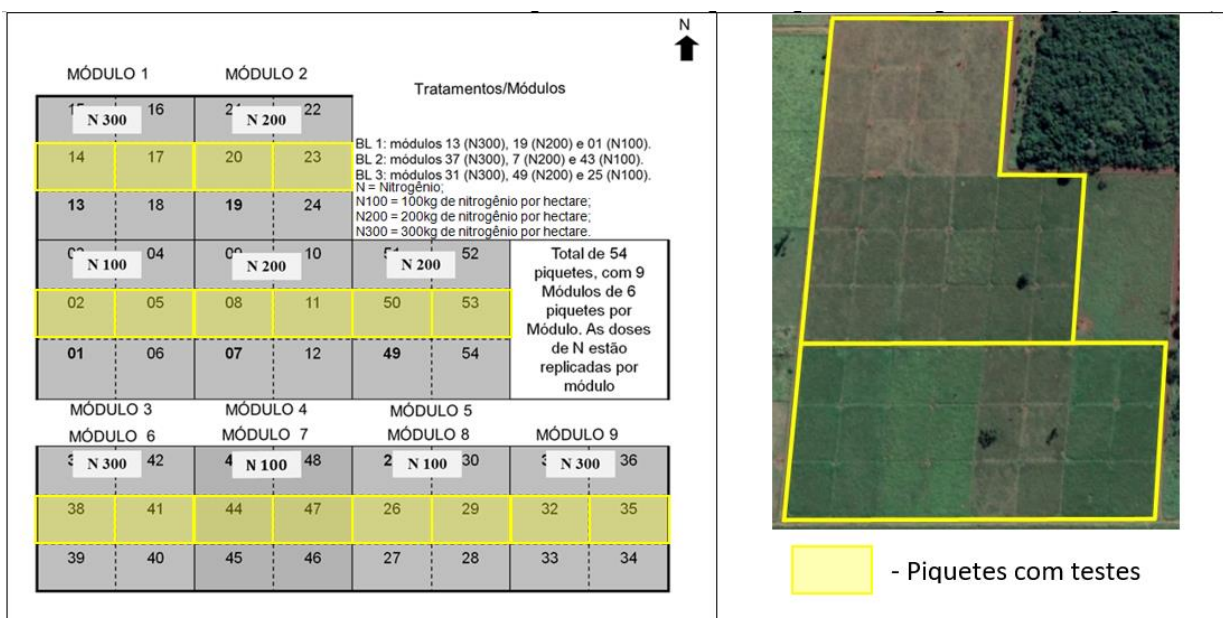 N
MÓDULO 1 MÓDULO 2
Tratamentos/Módulos
N 300 16 N 200 22
14 17 20 23
13 18 19 24
BL 1: módulos 13 (N300), 19 (N200) e 01 (N100).
BL 2: módulos 37 (N300), 7 (N200) e 43 (N100).
BL 3: módulos 31 (N300), 49 (N200) e 25 (N100).
N = Nitrogênio;
N100 = 100kg de nitrogênio por hectare;
N200 = 200kg de nitrogênio por hectare;
N300 = 300kg de nitrogênio por hectare.
N 100 04 N 200 10 N 200 52
02 05 08 11 50 53
01 06 07 12 49 54
Total de 54
piquetes, com 9
Módulos de 6
piquetes por
Módulo. As doses
de N estão
replicadas por
módulo
MÓDULO 3 MÓDULO 4 MÓDULO 5
MÓDULO 6 MÓDULO 7 MÓDULO 8 MÓDULO 9
N 300 42 N 100 48 N 100 30 N 300 36
38 41 44 47 26 29 32 35
39 40 45 46 27 28 33 34
- Piquetes com testes